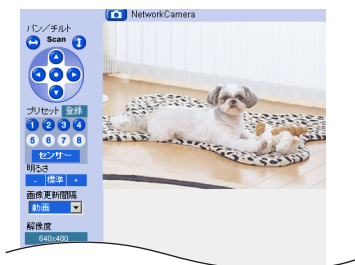 NetworkCamera
パン／チルト
Scan
プリセット 登録
1 2 3 4
5 6 7 8
センサー
明るさ
- 標準 +
画像更新間隔
動画
解像度
640x480